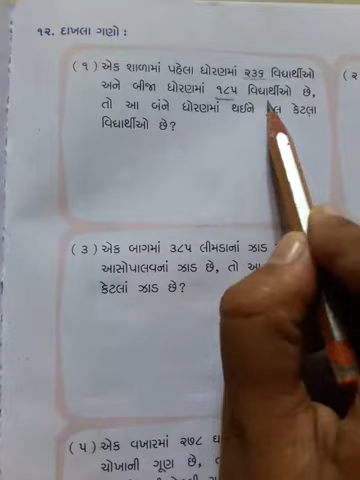 ૧૨. દાખલા ગણો :
(૧) એક શાળામાં પહેલા ધોરણમાં ૨૩૬ વિદ્યાર્થીઓ
અને બીજા ધોરણમાં ૧૮૫ વિદ્યાર્થીઓ છે,
તો આ બંને ધોરણમાં થઈને કેટલા
વિદ્યાર્થીઓ છે?
(૨
(૩) એક બાગમાં ૩૮૫ લીમડાનાં ઝાડ
આસોપાલવનાં ઝાડ છે, તો આ
કેટલાં ઝાડ છે?
(૫) એક વખારમાં ૨૭૮
ચોખાની ગૂણ છે,